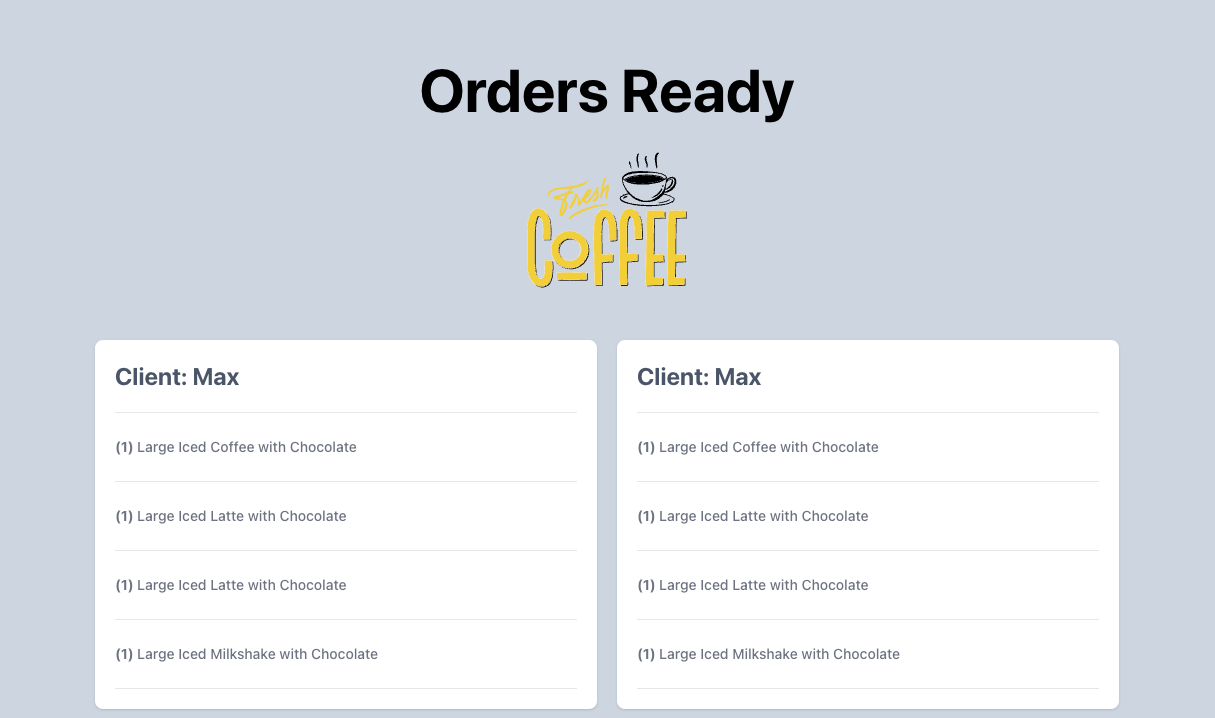 Orders Ready
Fresh
COFFEE
Client: Max
(1) Large Iced Coffee with Chocolate
(1) Large Iced Latte with Chocolate
(1) Large Iced Latte with Chocolate
(1) Large Iced Milkshake with Chocolate
Client: Max
(1) Large Iced Coffee with Chocolate
(1) Large Iced Latte with Chocolate
(1) Large Iced Latte with Chocolate
(1) Large Iced Milkshake with Chocolate